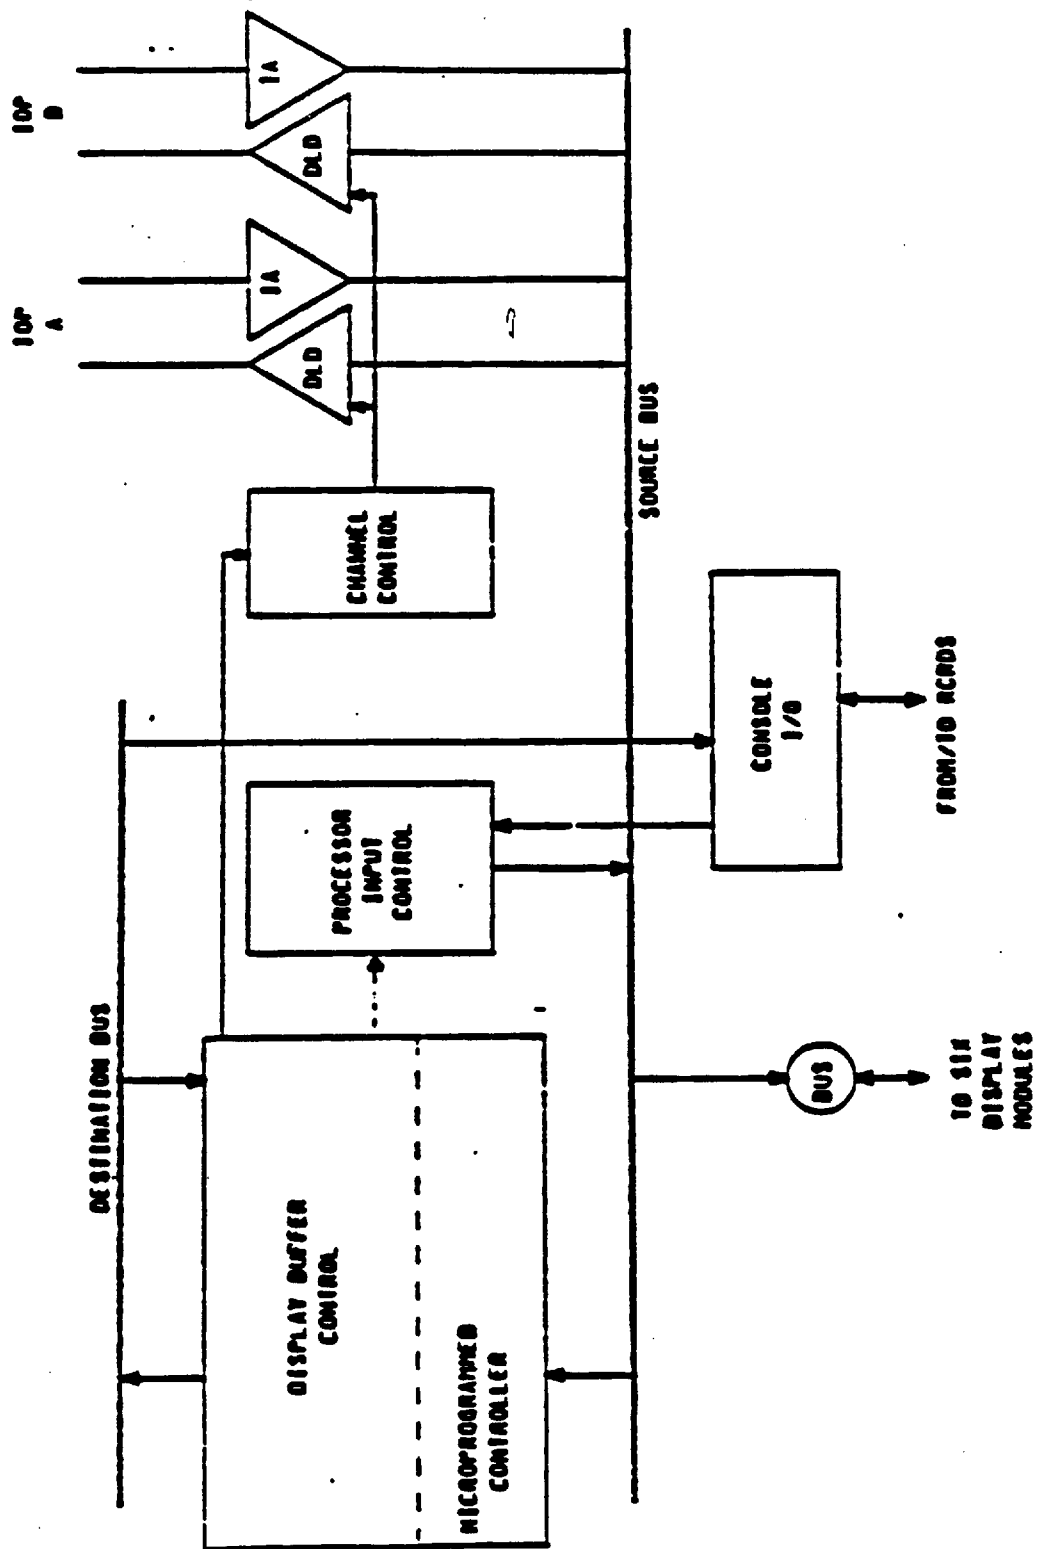 DESTINATION BUS
DISPLAY BUFFER
CONTROL
MICROPROGRAMMED
CONTROLLER
PROCESSOR
INPUT
CONTROL
CHANNEL
CONTROL
DLD
IA
DLD
IA
IOP
A
IOP
B
SOURCE BUS
CONSOLE
I/O
BUS
TO SIX
DISPLAY
MODULES
FROM/TO RCRDS